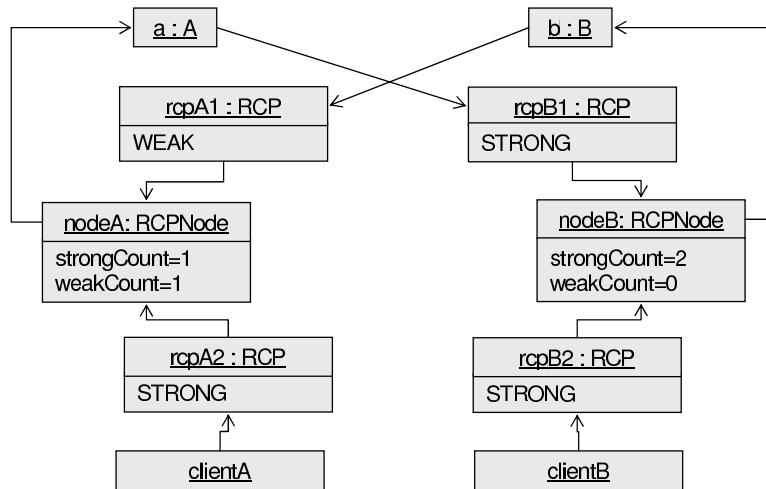 a : A
b : B
rcpA1 : RCP
WEAK
rcpB1 : RCP
STRONG
nodeA: RCPNode
strongCount=1
weakCount=1
nodeB: RCPNode
strongCount=2
weakCount=0
rcpA2 : RCP
STRONG
rcpB2 : RCP
STRONG
clientA
clientB